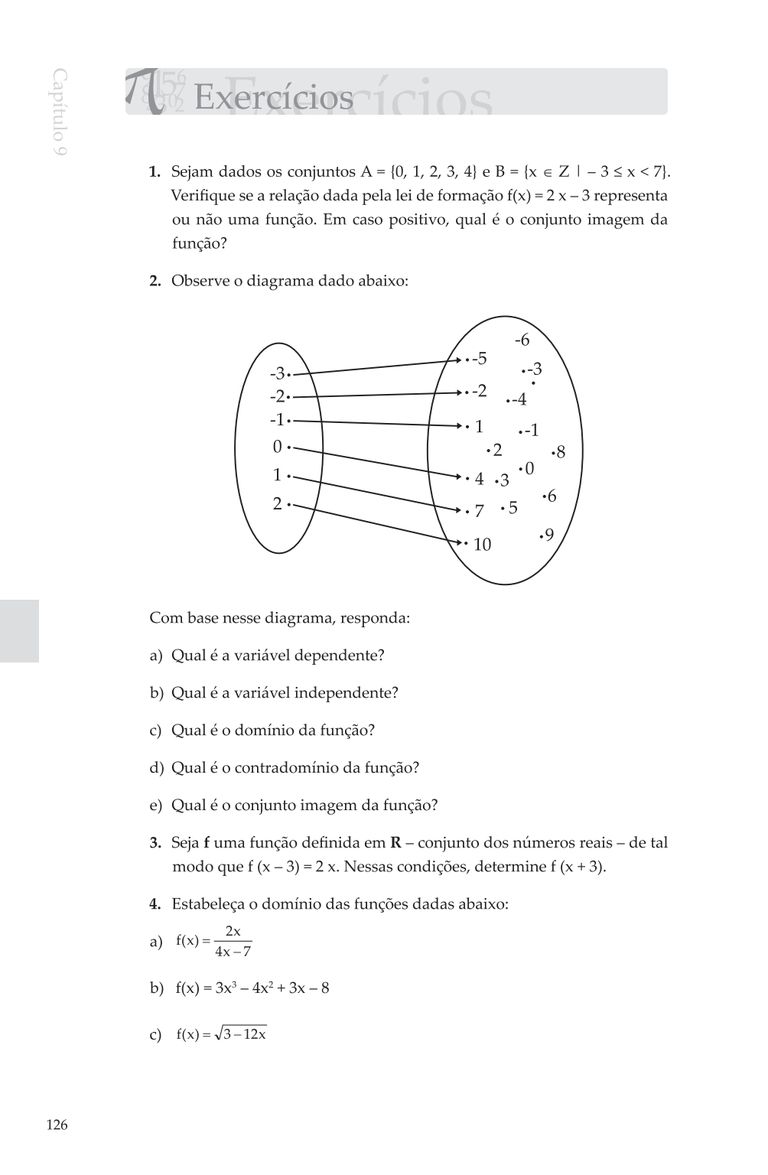 Capítulo 9
Exercícios
1. Sejam dados os conjuntos A = {0, 1, 2, 3, 4} e B = {x ∈ Z | – 3 ≤ x < 7}.
Verifique se a relação dada pela lei de formação f(x) = 2 x – 3 representa
ou não uma função. Em caso positivo, qual é o conjunto imagem da
função?
2. Observe o diagrama dado abaixo:
-6
-3 -5 -3
-2 -2 -4
-1 1 -1
2 8
0 4 3 0
1 7 5 6
2 10 9
Com base nesse diagrama, responda:
a) Qual é a variável dependente?
b) Qual é a variável independente?
c) Qual é o domínio da função?
d) Qual é o contradomínio da função?
e) Qual é o conjunto imagem da função?
3. Seja f uma função definida em R – conjunto dos números reais – de tal
modo que f (x – 3) = 2 x. Nessas condições, determine f (x + 3).
4. Estabeleça o domínio das funções dadas abaixo:
a) f(x) = 2x / 4x – 7
b) f(x) = 3x³ – 4x² + 3x – 8
c) f(x) = √3 – 12x
126